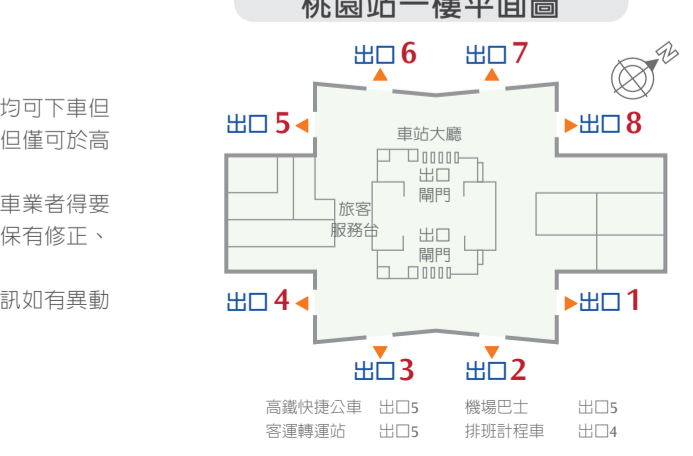 桃園站一樓平面圖
出口6
出口7
N
均可下車但
但僅可於高
出口5
出口8
車站大廳
出口
閘門
車業者得要
保有修正、
旅客
服務台
出口
閘門
訊如有異動
出口4
出口1
出口3
出口2
高鐵快捷公車 出口5 機場巴士 出口5
客運轉運站 出口5 排班計程車 出口4